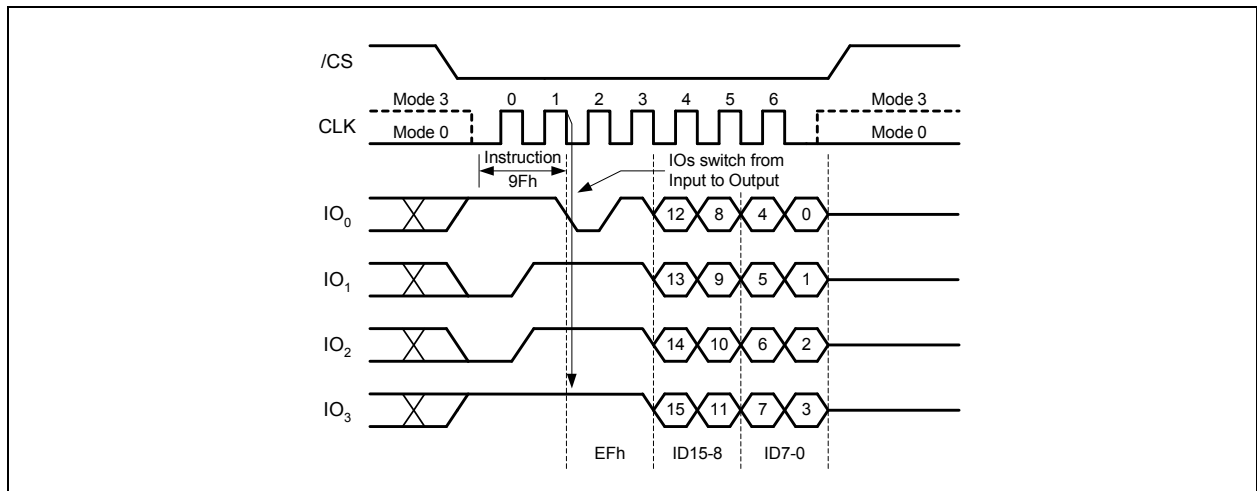 /CS
Mode 3 0 1 2 3 4 5 6 Mode 3
CLK Mode 0 Mode 0
Instruction IOs switch from
9Fh Input to Output
IO0 12 8 4 0
IO1 13 9 5 1
IO2 14 10 6 2
IO3 15 11 7 3
EFh ID15-8 ID7-0